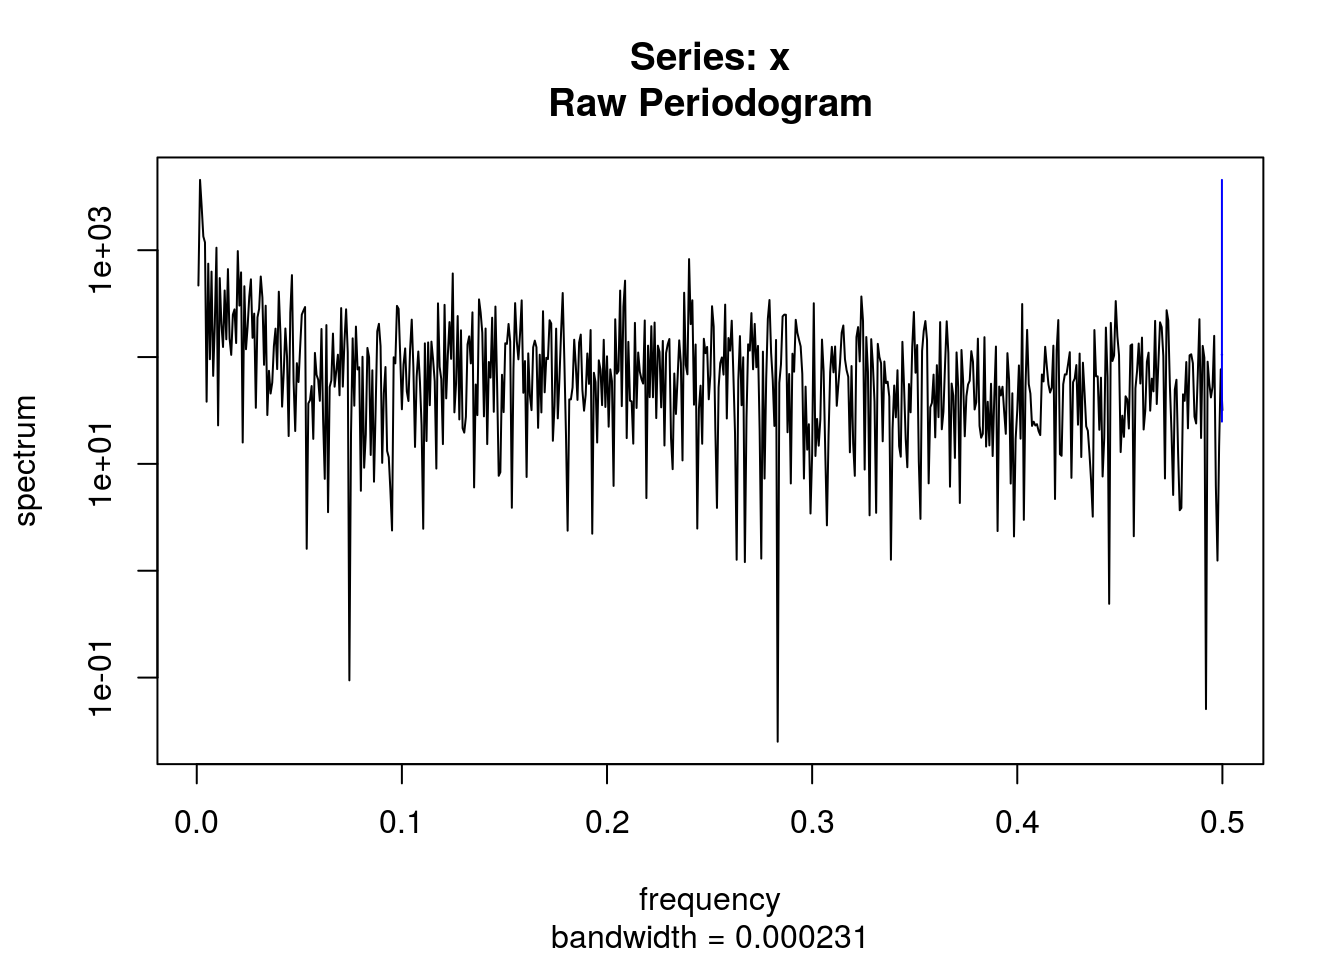 Series: x
Raw Periodogram
spectrum
1e+03
1e+01
1e-01
0.0
0.1
0.2
0.3
0.4
0.5
frequency
bandwidth = 0.000231